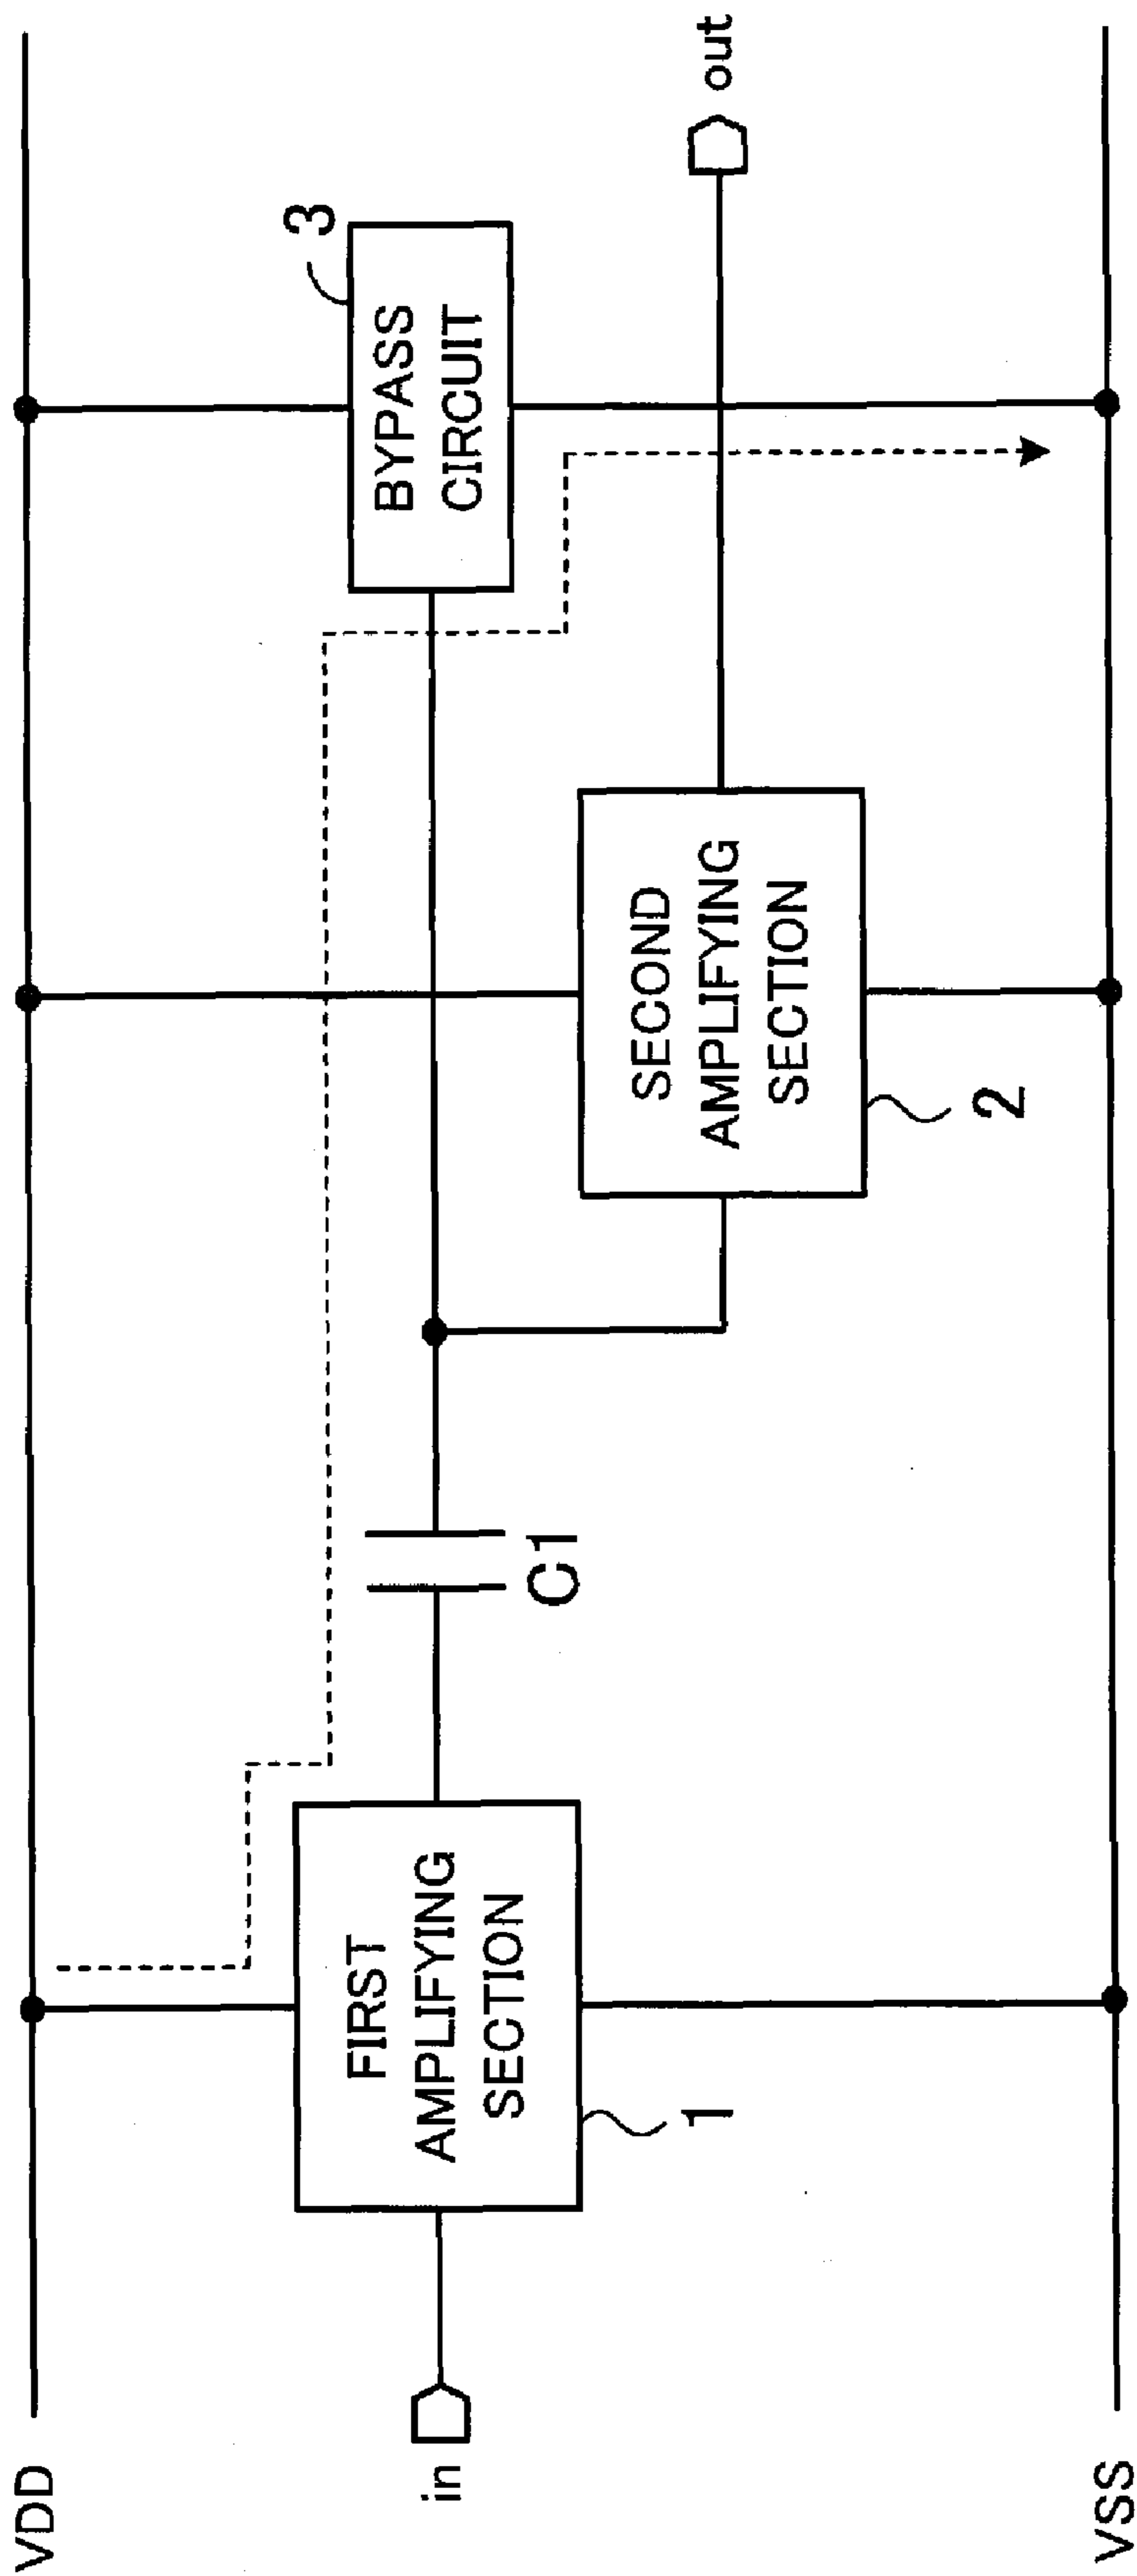 VDD
in
FIRST
AMPLIFYING
SECTION
1
C1
SECOND
AMPLIFYING
SECTION
2
BYPASS
CIRCUIT
3
out
VSS